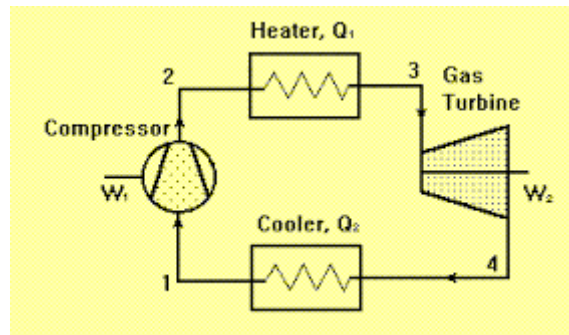 Heater, Q₁
2
3
Gas
Turbine
Compressor
W₁
W₂
Cooler, Q₂
1
4